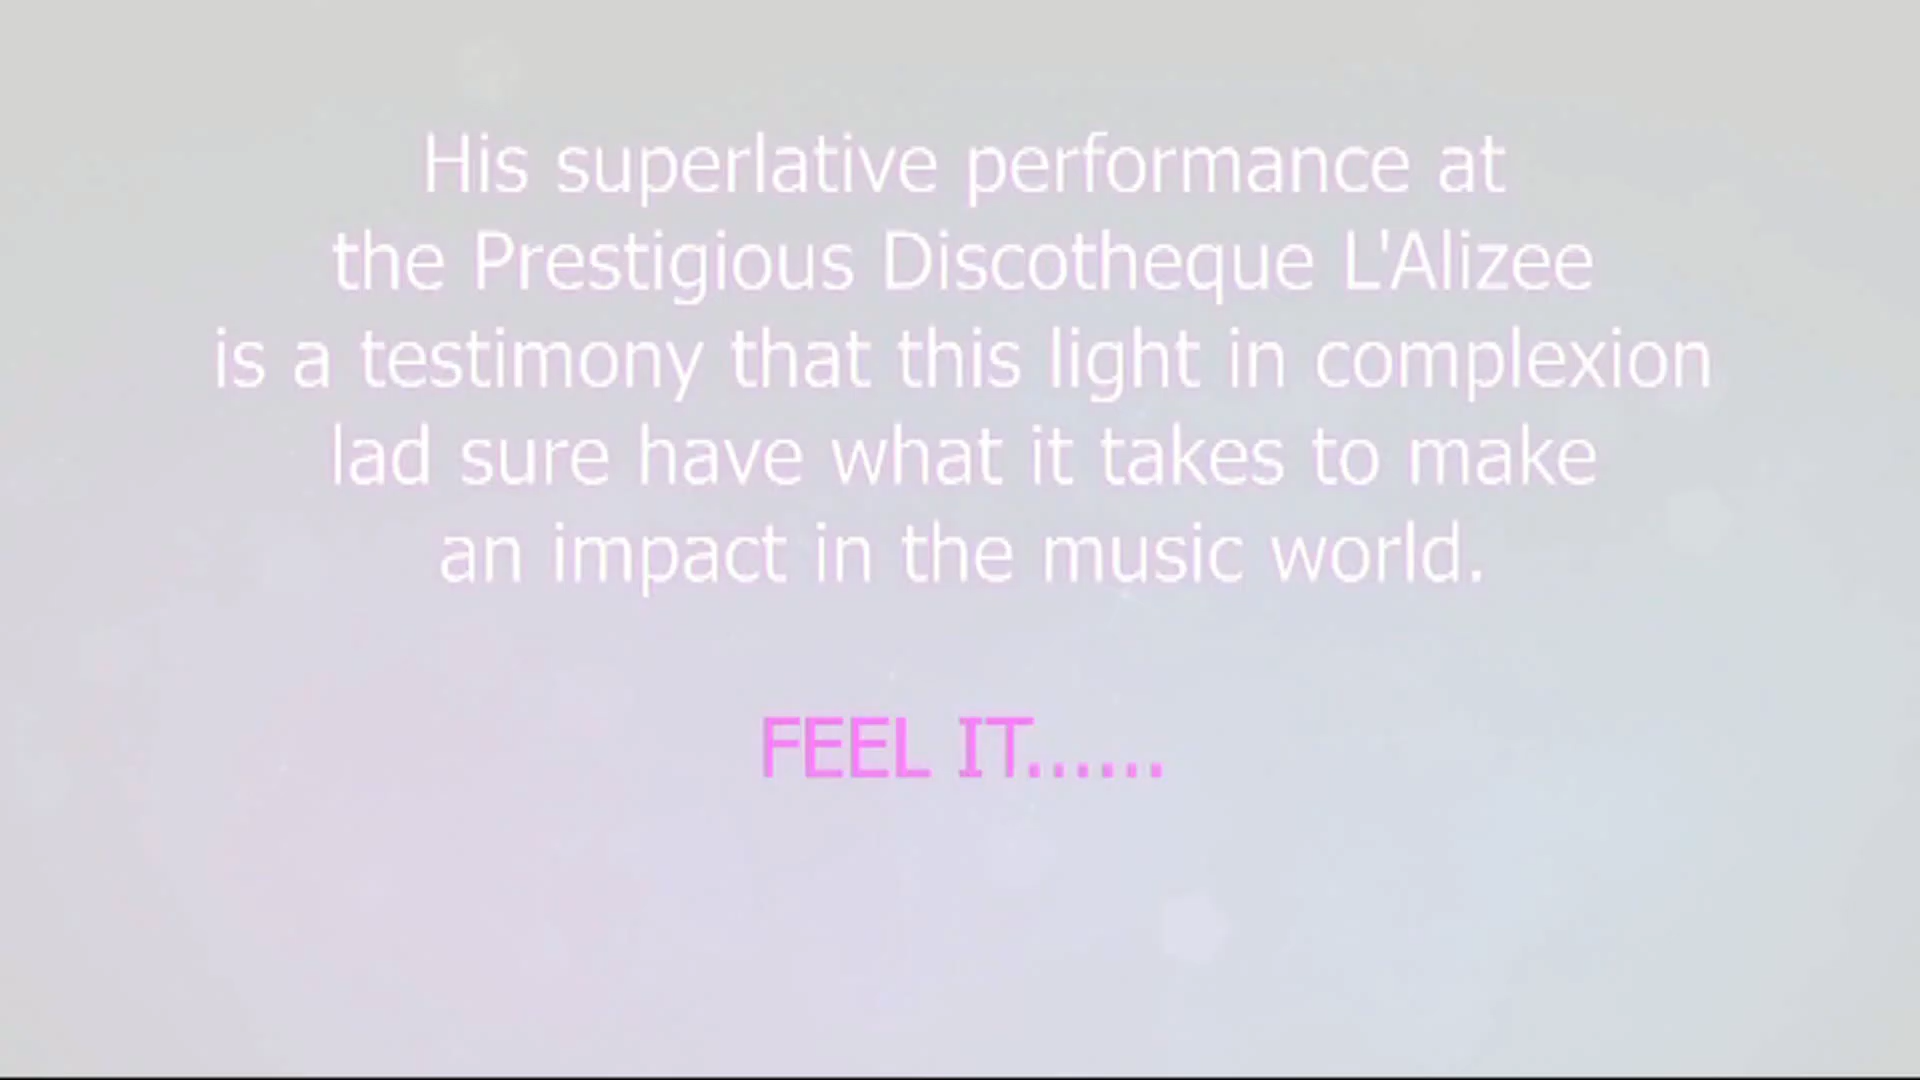 His superlative performance at
the Prestigious Discotheque L'Alizee
is a testimony that this light in complexion
lad sure have what it takes to make
an impact in the music world.
FEEL IT......